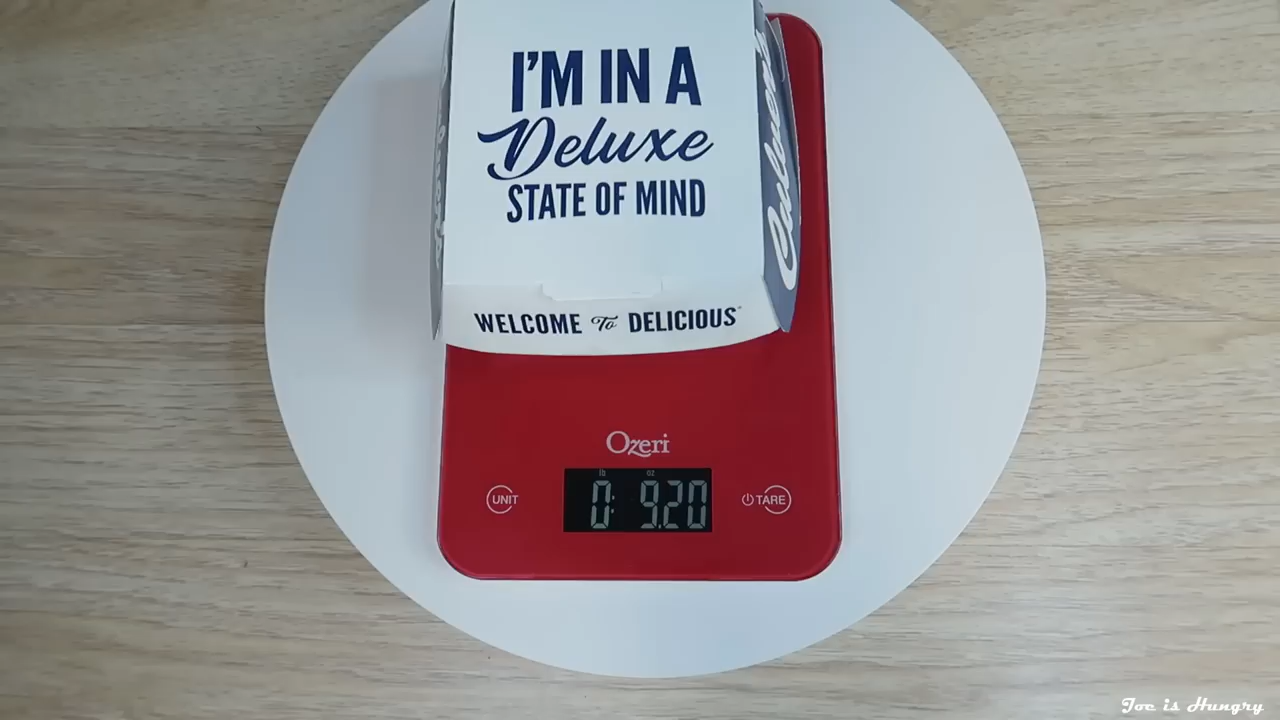 I'M IN A
Deluxe
STATE OF MIND
Culver's
WELCOME To DELICIOUS
Ozeri
lb oz
UNIT
0: 9.20
TARE
Joe is Hungry